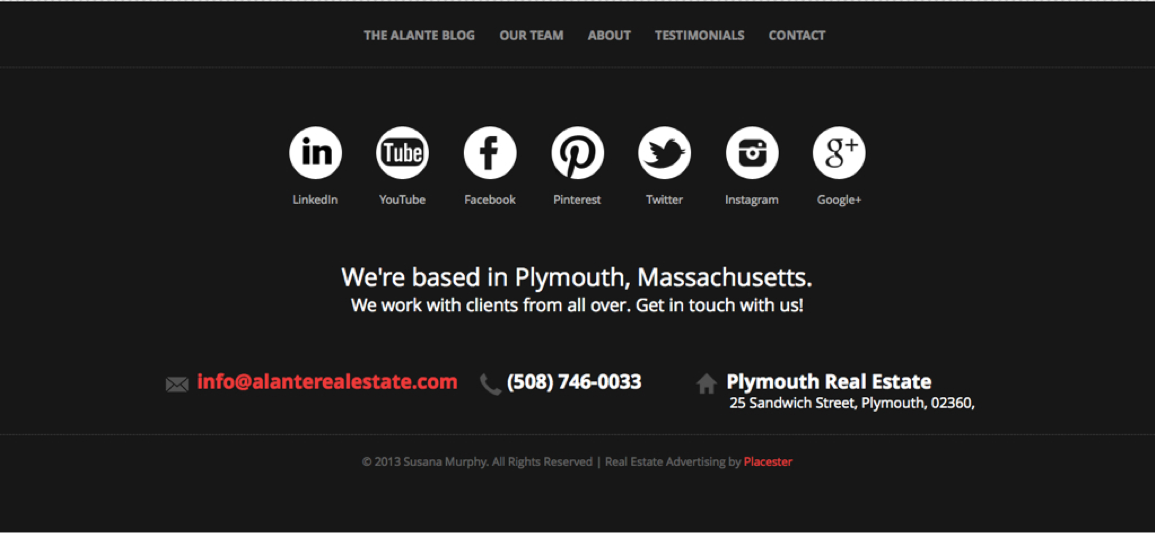 THE ALANTE BLOG OUR TEAM ABOUT TESTIMONIALS CONTACT
in Tube f g+
LinkedIn YouTube Facebook Pinterest Twitter Instagram Google+
We're based in Plymouth, Massachusetts.
We work with clients from all over. Get in touch with us!
info@alanterealestate.com (508) 746-0033 Plymouth Real Estate
25 Sandwich Street, Plymouth, 02360,
© 2013 Susana Murphy. All Rights Reserved | Real Estate Advertising by Placester